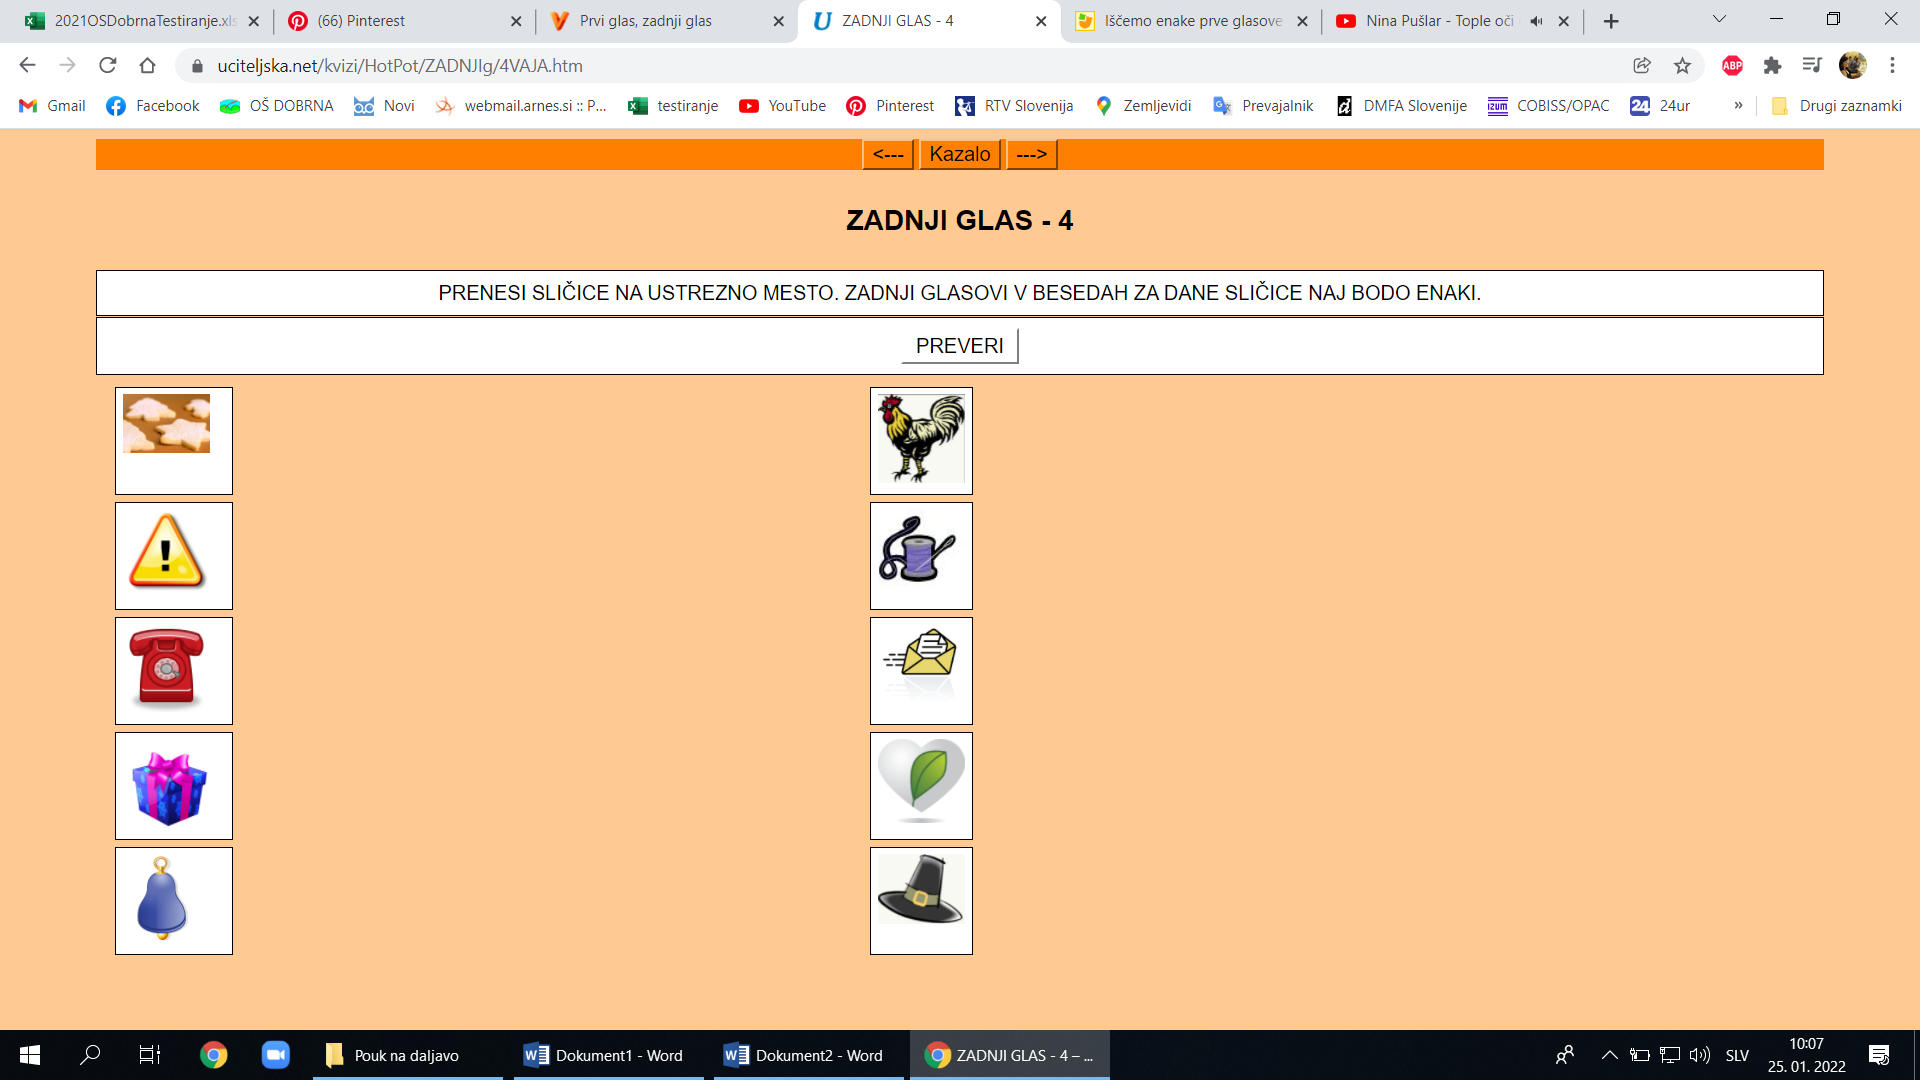 2021OSDobrnaTestiranje.xls
(66) Pinterest
Prvi glas, zadnji glas
ZADNJI GLAS - 4
Iščemo enake prve glasove
Nina Pušlar - Tople oči
uciteljska.net/kvizi/HotPot/ZADNJIg/4VAJA.htm
ABP
Gmail
Facebook
OŠ DOBRNA
Novi
webmail.arnes.si :: P...
testiranje
YouTube
Pinterest
RTV Slovenija
Zemljevidi
Prevajalnik
DMFA Slovenije
COBISS/OPAC
24ur
»
Drugi zaznamki
<--- Kazalo --->
ZADNJI GLAS - 4
PRENESI SLIČICE NA USTREZNO MESTO. ZADNJI GLASOVI V BESEDAH ZA DANE SLIČICE NAJ BODO ENAKI.
PREVERI
Pouk na daljavo
Dokument1 - Word
Dokument2 - Word
ZADNJI GLAS - 4 – ...
SLV
10:07
25. 01. 2022